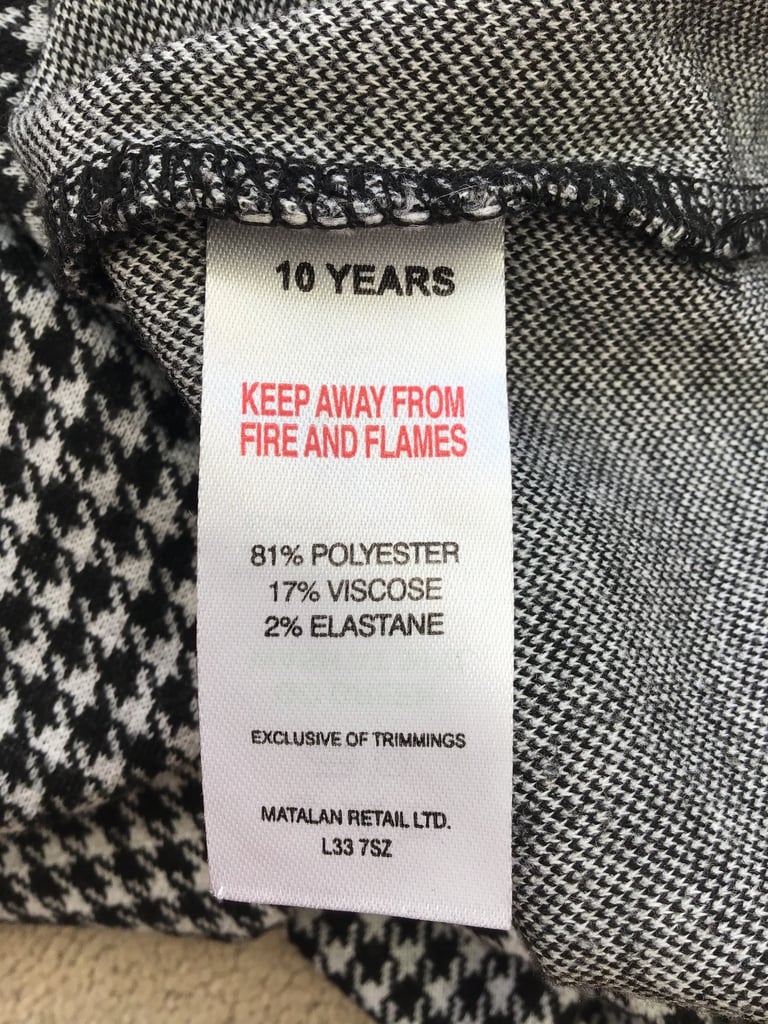 10 YEARS
KEEP AWAY FROM
FIRE AND FLAMES
81% POLYESTER
17% VISCOSE
2% ELASTANE
EXCLUSIVE OF TRIMMINGS
MATALAN RETAIL LTD.
L33 7SZ